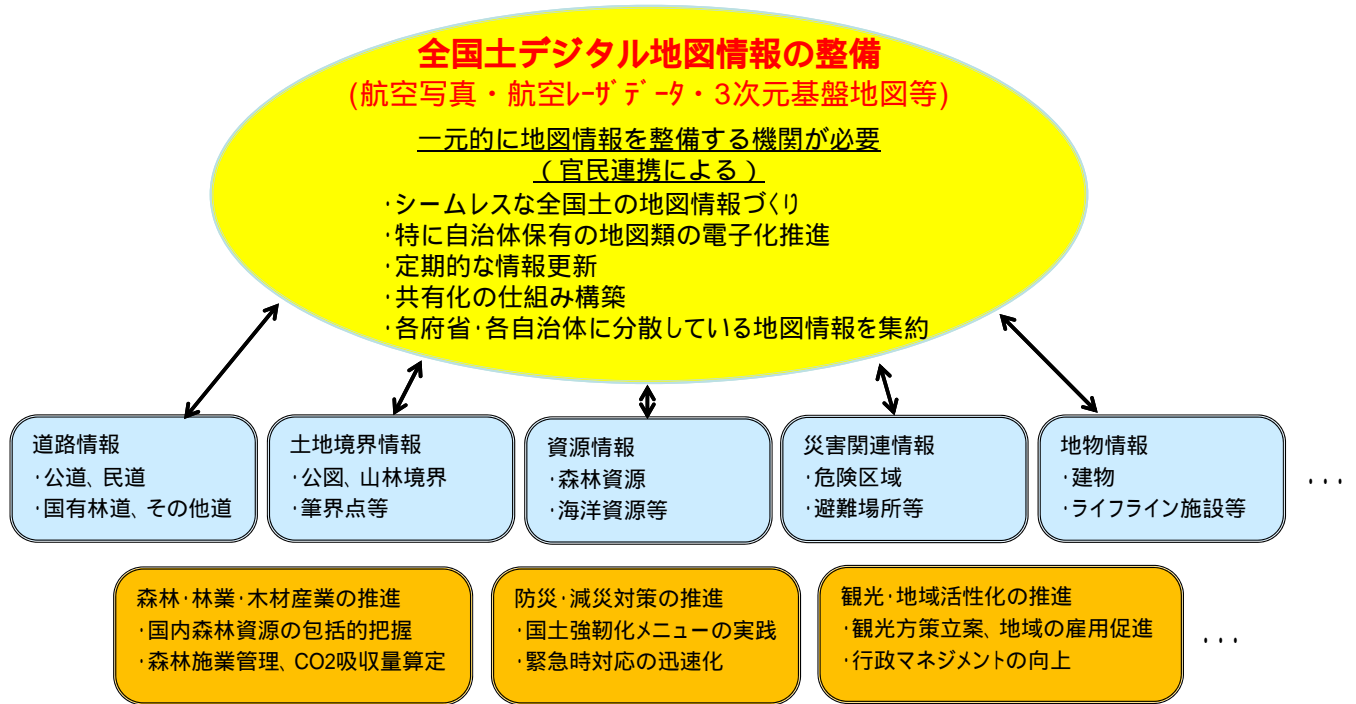 全国土デジタル地図情報の整備
(航空写真・航空ﾚｰｻﾞﾃﾞｰﾀ・3次元基盤地図等)
一元的に地図情報を整備する機関が必要
（官民連携による）
・シームレスな全国土の地図情報づくり
・特に自治体保有の地図類の電子化推進
・定期的な情報更新
・共有化の仕組み構築
・各府省・各自治体に分散している地図情報を集約
道路情報
・公道、民道
・国有林道、その他道
土地境界情報
・公図、山林境界
・筆界点等
資源情報
・森林資源
・海洋資源等
災害関連情報
・危険区域
・避難場所等
地物情報
・建物
・ライフライン施設等
・・・
森林・林業・木材産業の推進
・国内森林資源の包括的把握
・森林施業管理、CO2吸収量算定
防災・減災対策の推進
・国土強靭化メニューの実践
・緊急時対応の迅速化
観光・地域活性化の推進
・観光方策立案、地域の雇用促進
・行政マネジメントの向上
・・・